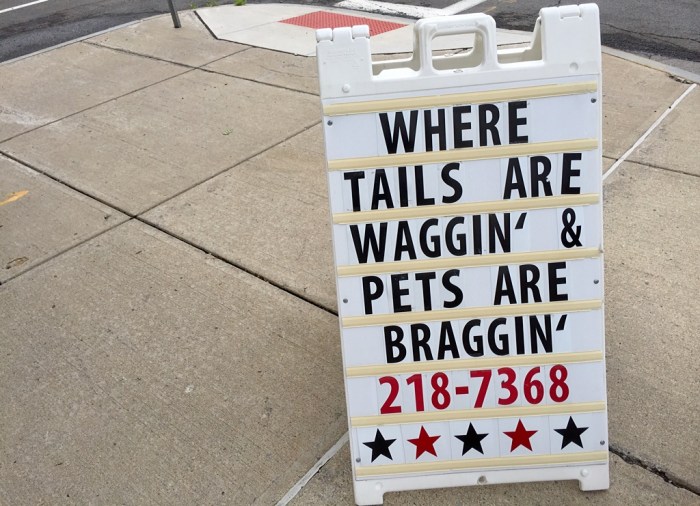 WHERE
TAILS ARE
WAGGIN' &
PETS ARE
BRAGGIN'
218-7368